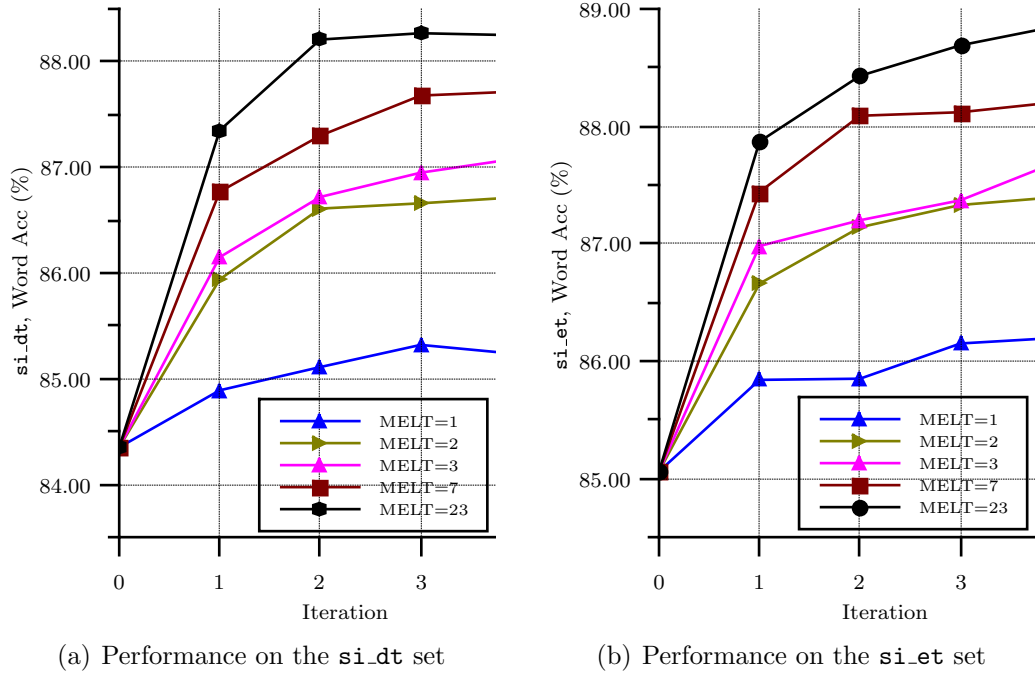 si_dt, Word Acc (%)
88.00
87.00
86.00
85.00
84.00
0 1 2 3
Iteration
MELT=1
MELT=2
MELT=3
MELT=7
MELT=23
(a) Performance on the si_dt set
si_et, Word Acc (%)
89.00
88.00
87.00
86.00
85.00
0 1 2 3
Iteration
MELT=1
MELT=2
MELT=3
MELT=7
MELT=23
(b) Performance on the si_et set